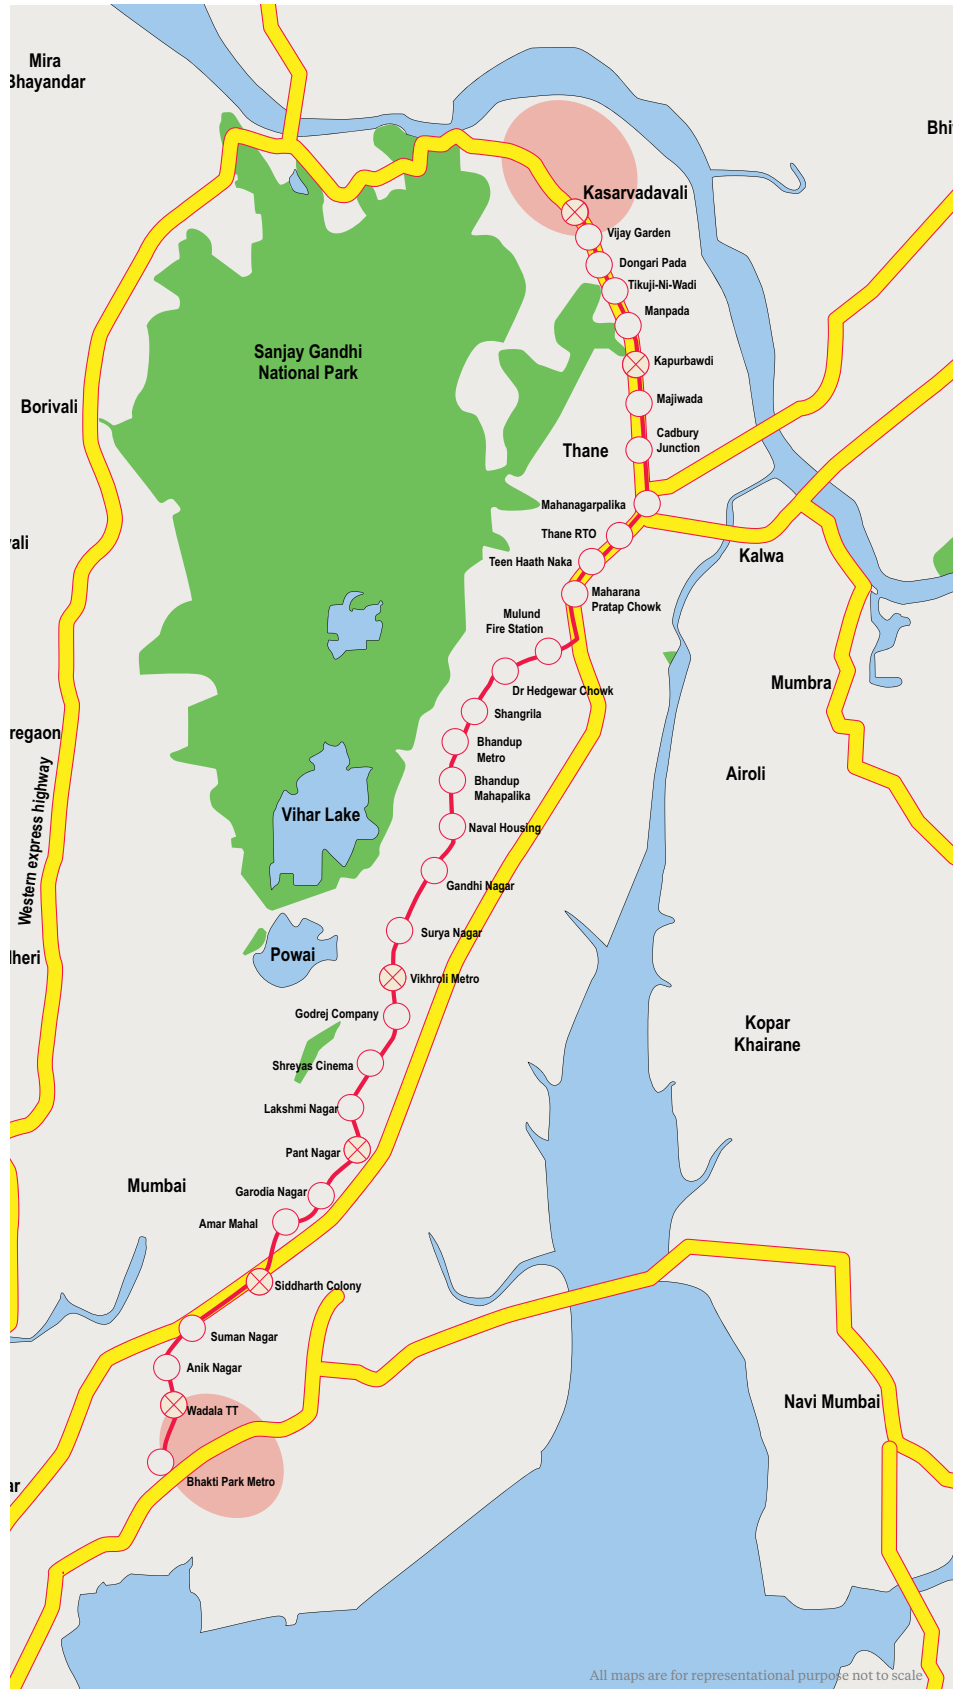 Mira
Bhayandar
Kasarvadavali
Vijay Garden
Dongari Pada
Tikuji-Ni-Wadi
Manpada
Sanjay Gandhi
National Park
Kapurbawdi
Borivali
Majiwada
Cadbury
Junction
Thane
Mahanagarpalika
Thane RTO
Kalwa
Teen Haath Naka
Maharana
Pratap Chowk
Mulund
Fire Station
Mumbra
Dr Hedgewar Chowk
Shangrila
Bhandup
Metro
Airoli
Bhandup
Mahapalika
Vihar Lake
Naval Housing
Western express highway
Gandhi Nagar
Surya Nagar
Powai
Vikhroli Metro
Godrej Company
Kopar
Khairane
Shreyas Cinema
Lakshmi Nagar
Pant Nagar
Mumbai
Garodia Nagar
Amar Mahal
Siddharth Colony
Suman Nagar
Anik Nagar
Navi Mumbai
Wadala TT
Bhakti Park Metro
All maps are for representational purpose not to scale